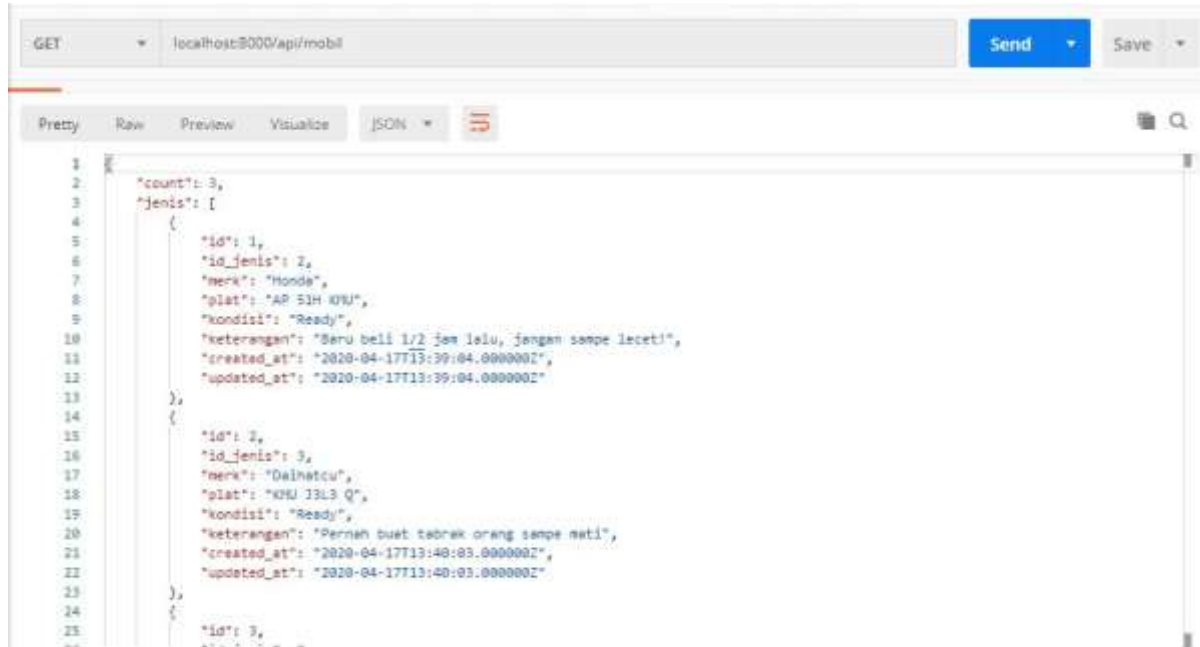 GET localhost:8000/api/mobil Send Save
Pretty Raw Preview Visualize JSON
1 {
2 "count": 3,
3 "jenis": [
4 {
5 "id": 1,
6 "id_jenis": 2,
7 "merk": "Honda",
8 "plat": "AP 51H KMU",
9 "kondisi": "Ready",
10 "keterangan": "Baru beli 1/2 jam lalu, jangan sampe lecet!",
11 "created_at": "2020-04-17T13:39:04.000000Z",
12 "updated_at": "2020-04-17T13:39:04.000000Z"
13 },
14 {
15 "id": 2,
16 "id_jenis": 3,
17 "merk": "Daihatcu",
18 "plat": "KMU J3L3 Q",
19 "kondisi": "Ready",
20 "keterangan": "Pernah buat tabrak orang sampe mati",
21 "created_at": "2020-04-17T13:40:03.000000Z",
22 "updated_at": "2020-04-17T13:40:03.000000Z"
23 },
24 {
25 "id": 3,